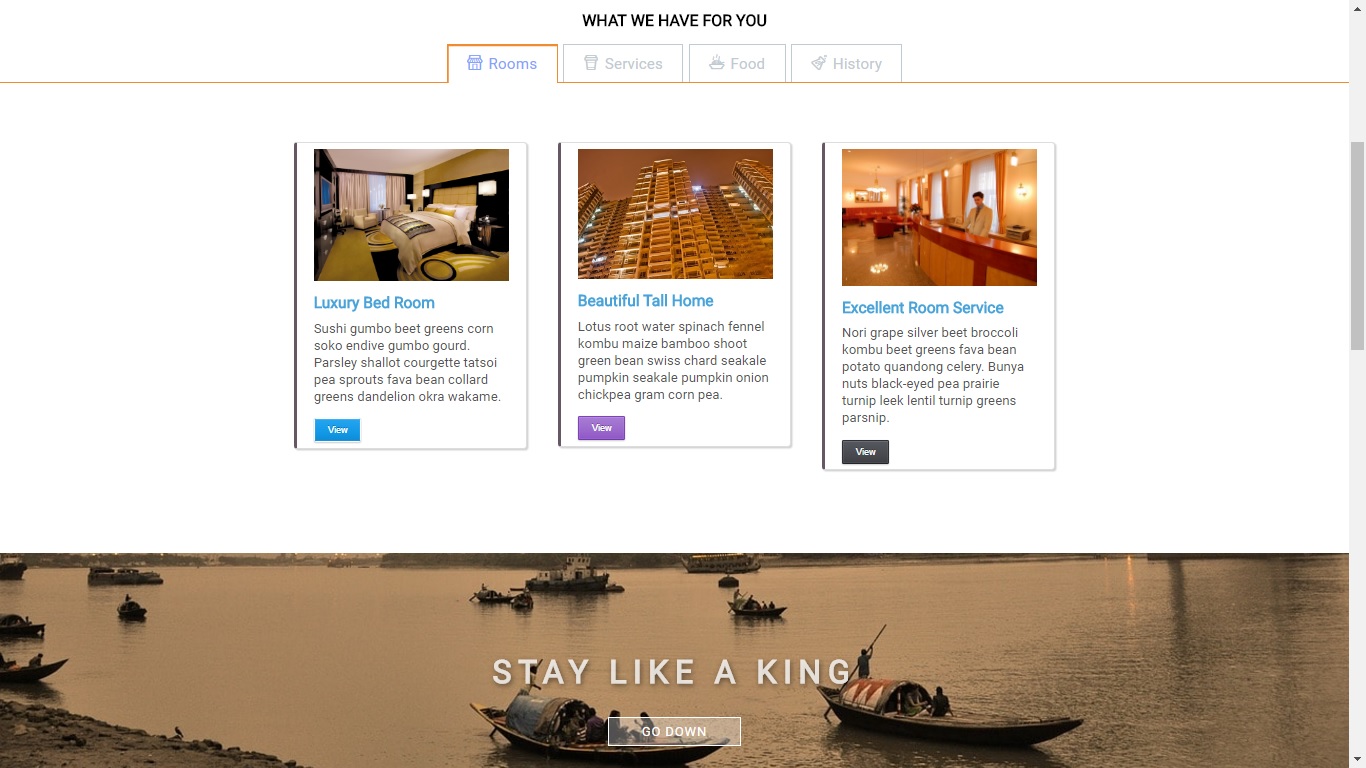 WHAT WE HAVE FOR YOU
Rooms
Services
Food
History
Luxury Bed Room
Sushi gumbo beet greens corn
soko endive gumbo gourd.
Parsley shallot courgette tatsoi
pea sprouts fava bean collard
greens dandelion okra wakame.
View
Beautiful Tall Home
Lotus root water spinach fennel
kombu maize bamboo shoot
green bean swiss chard seakale
pumpkin seakale pumpkin onion
chickpea gram corn pea.
View
Excellent Room Service
Nori grape silver beet broccoli
kombu beet greens fava bean
potato quandong celery. Bunya
nuts black-eyed pea prairie
turnip leek lentil turnip greens
parsnip.
View
STAY LIKE A KING
GO DOWN